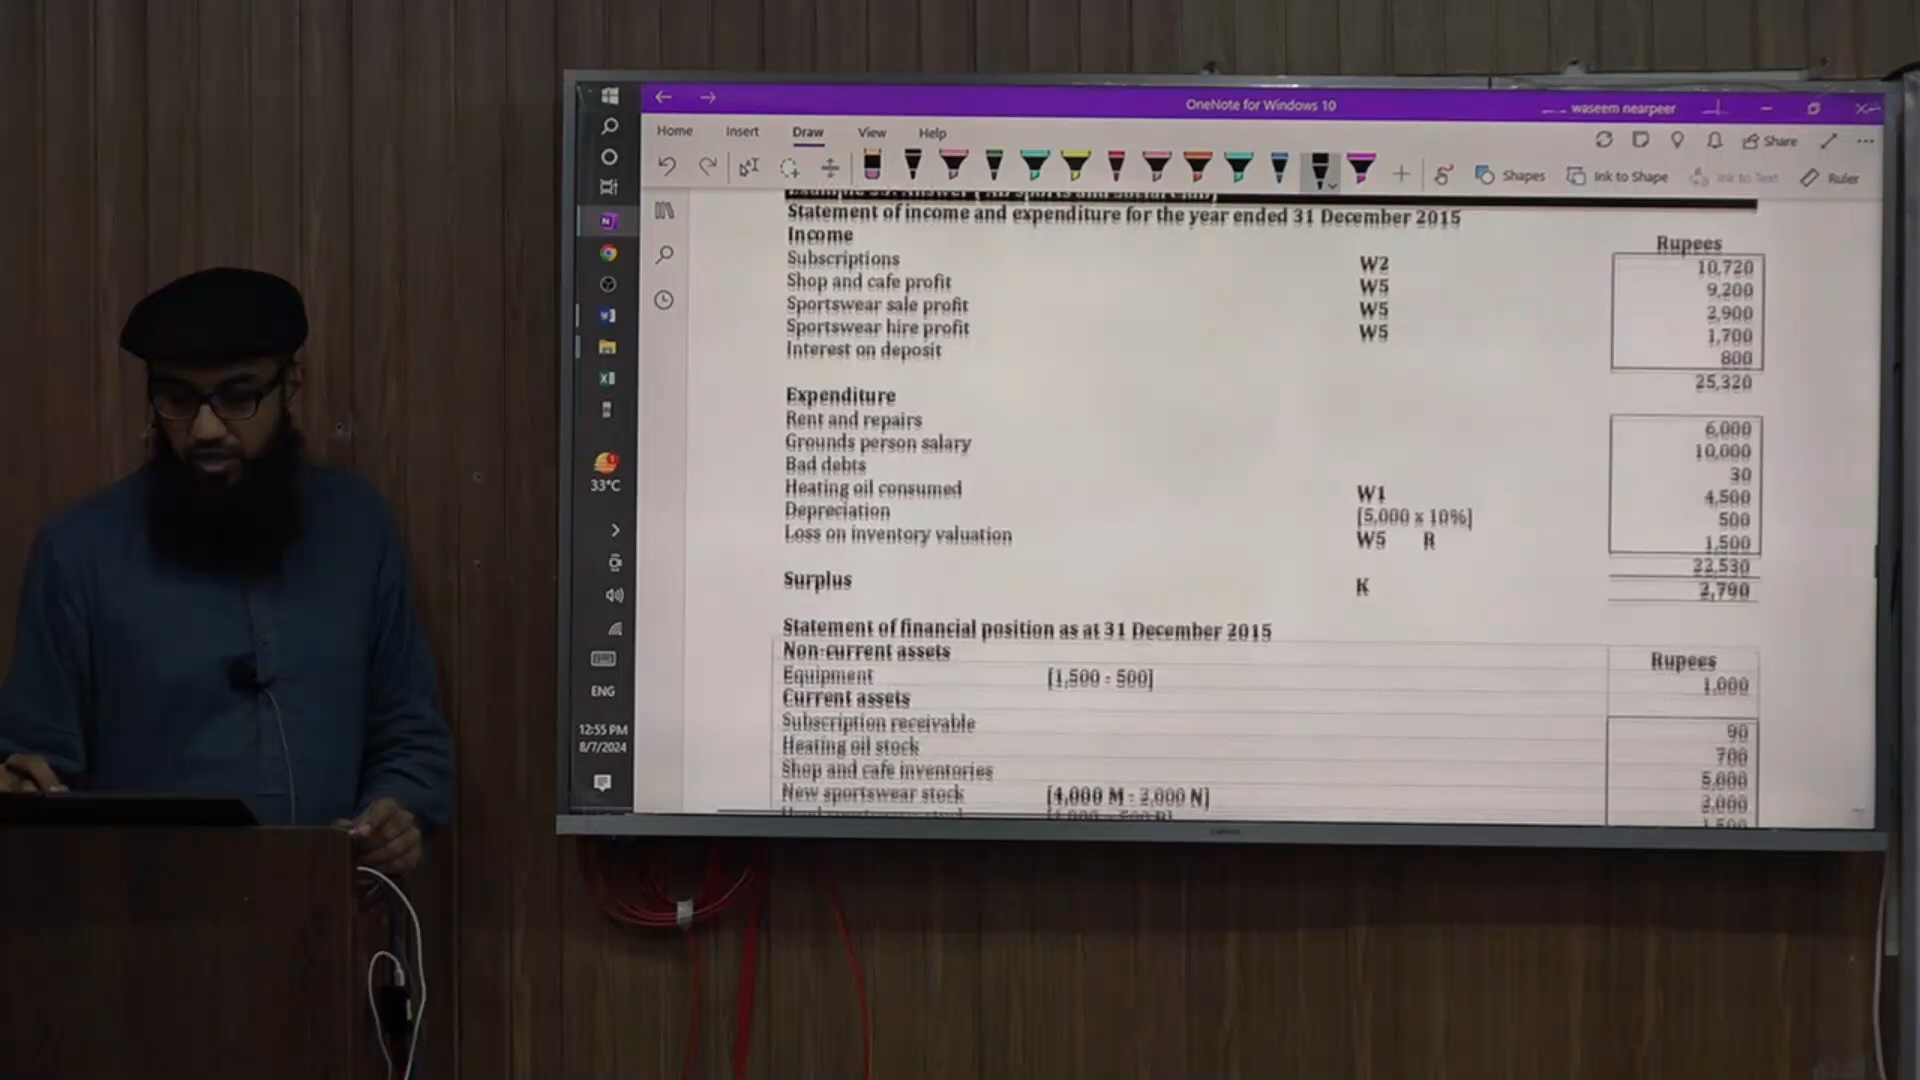 OneNote for Windows 10
waseem nearpeer
Home Insert Draw View Help
Share
Shapes Ink to Shape Ink to Text Ruler
Statement of income and expenditure for the year ended 31 December 2015
Income Rupees
Subscriptions W2 10,720
Shop and cafe profit W5 9,200
Sportswear sale profit W5 2,900
Sportswear hire profit W5 1,700
Interest on deposit 800
25,320
Expenditure
Rent and repairs 6,000
Grounds person salary 10,000
Bad debts 30
Heating oil consumed W1 4,500
Depreciation [5,000 x 10%] 500
Loss on inventory valuation W5 R 1,500
22,530
Surplus K 2,790
Statement of financial position as at 31 December 2015
Non-current assets Rupees
Equipment [1,500 - 500] 1,000
Current assets
Subscription receivable 90
Heating oil stock 700
Shop and cafe inventories 5,000
New sportswear stock [4,000 M - 2,000 N] 2,000
33°C
ENG
12:55 PM
8/7/2024